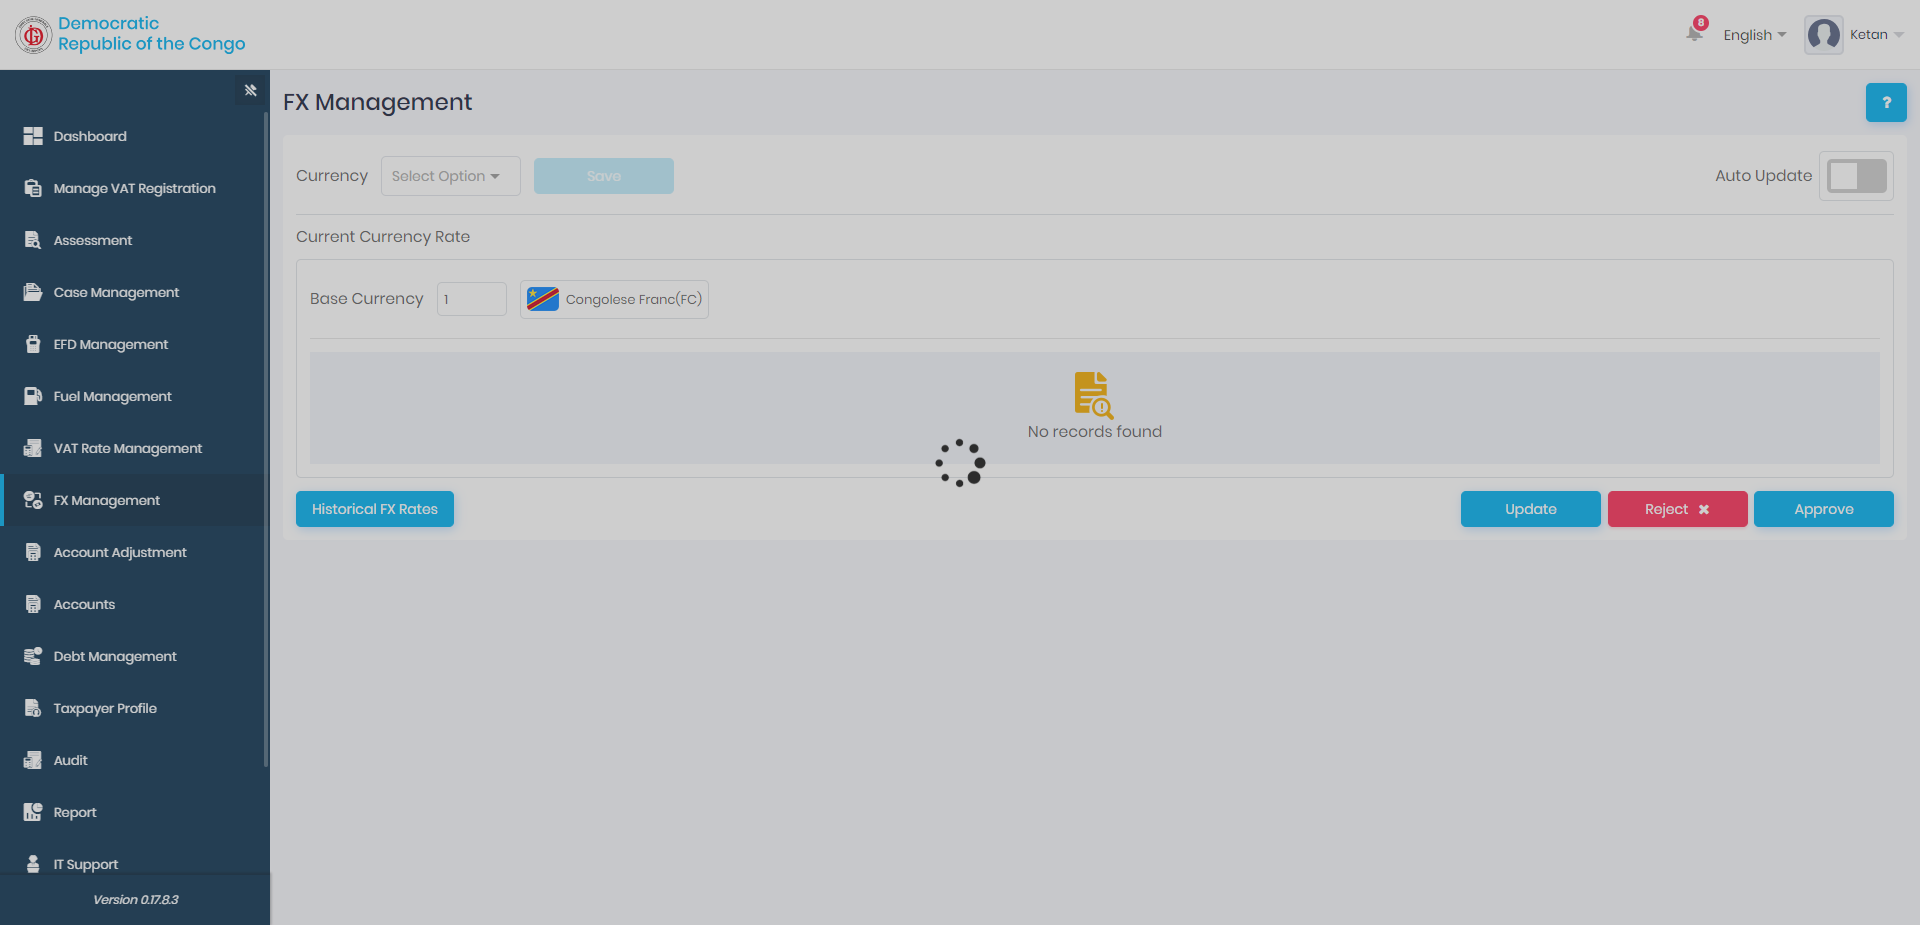 Democratic
Republic of the Congo
8
English
Ketan
Dashboard
Manage VAT Registration
Assessment
Case Management
EFD Management
Fuel Management
VAT Rate Management
FX Management
Account Adjustment
Accounts
Debt Management
Taxpayer Profile
Audit
Report
IT Support
Version 0.17.8.3
FX Management
?
Currency
Select Option
Save
Auto Update
Current Currency Rate
Base Currency
1
Congolese Franc(FC)
No records found
Historical FX Rates
Update
Reject
Approve